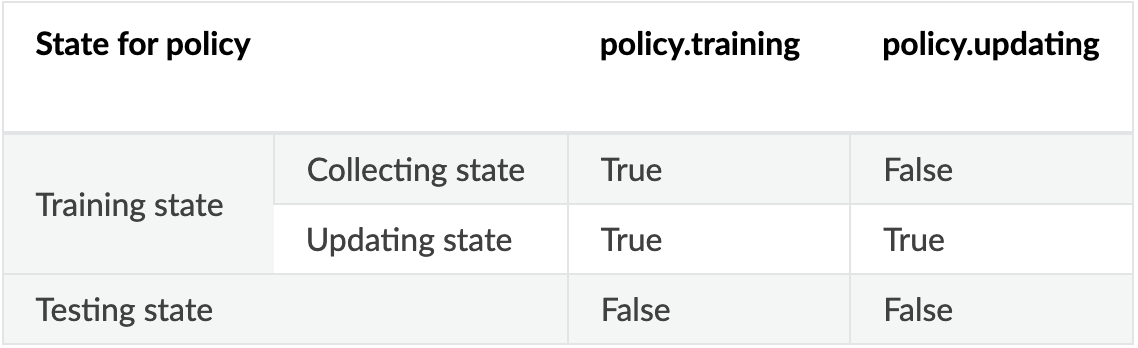 State for policy policy.training policy.updating
Training state
Collecting state True False
Updating state True True
Testing state False False